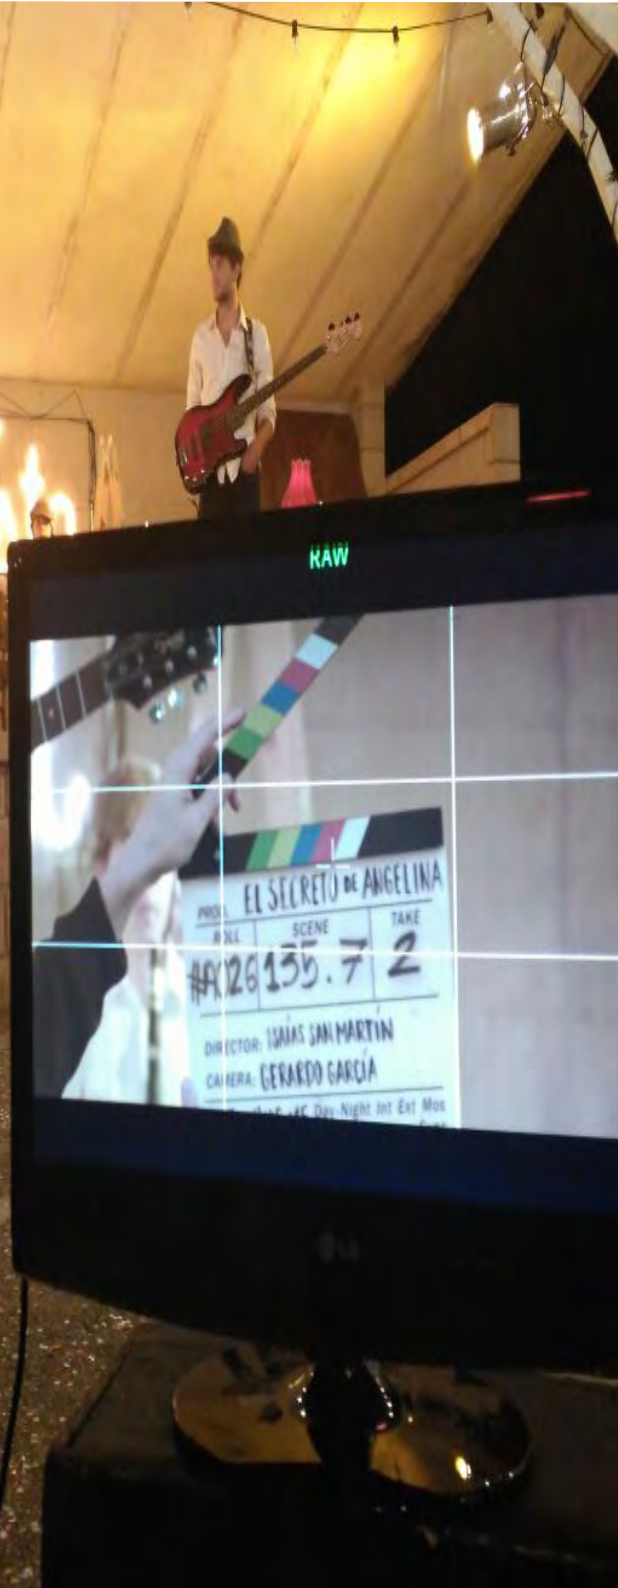 RAW
PROD. EL SECRETO DE ANGELINA
ROLL SCENE TAKE
#A026 135.7 2
DIRECTOR: ISAÍAS SAN MARTÍN
CAMERA: GERARDO GARCÍA
Day Night Int Ext Mos
LG